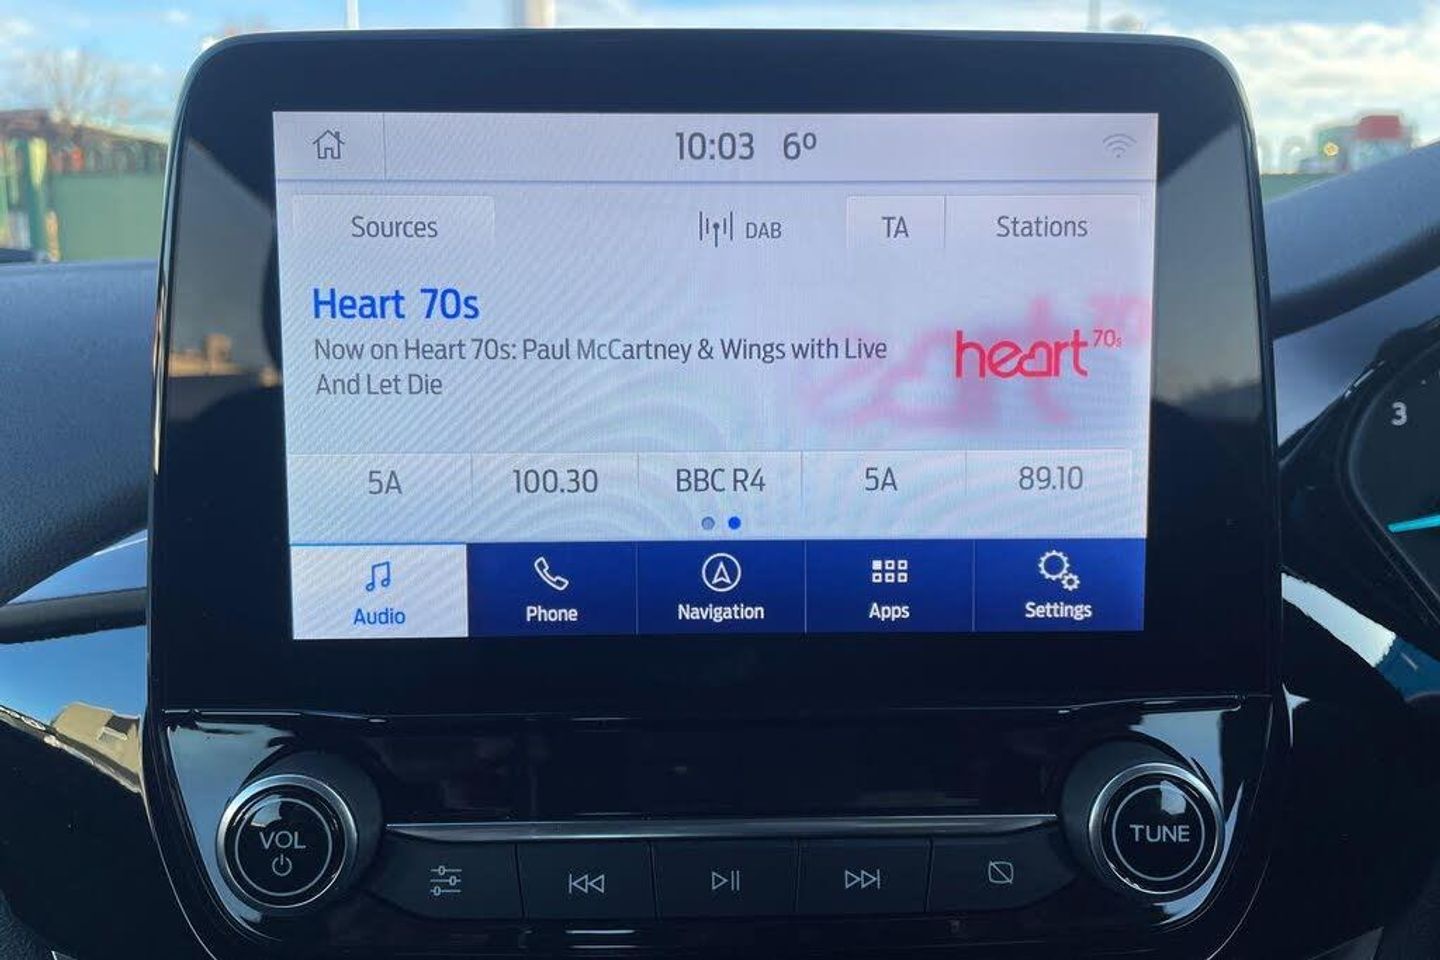 10:03 6º
Sources
DAB
TA
Stations
Heart 70s
Now on Heart 70s: Paul McCartney & Wings with Live
And Let Die
heart 70s
5A
100.30
BBC R4
5A
89.10
Audio
Phone
Navigation
Apps
Settings
3
VOL
TUNE